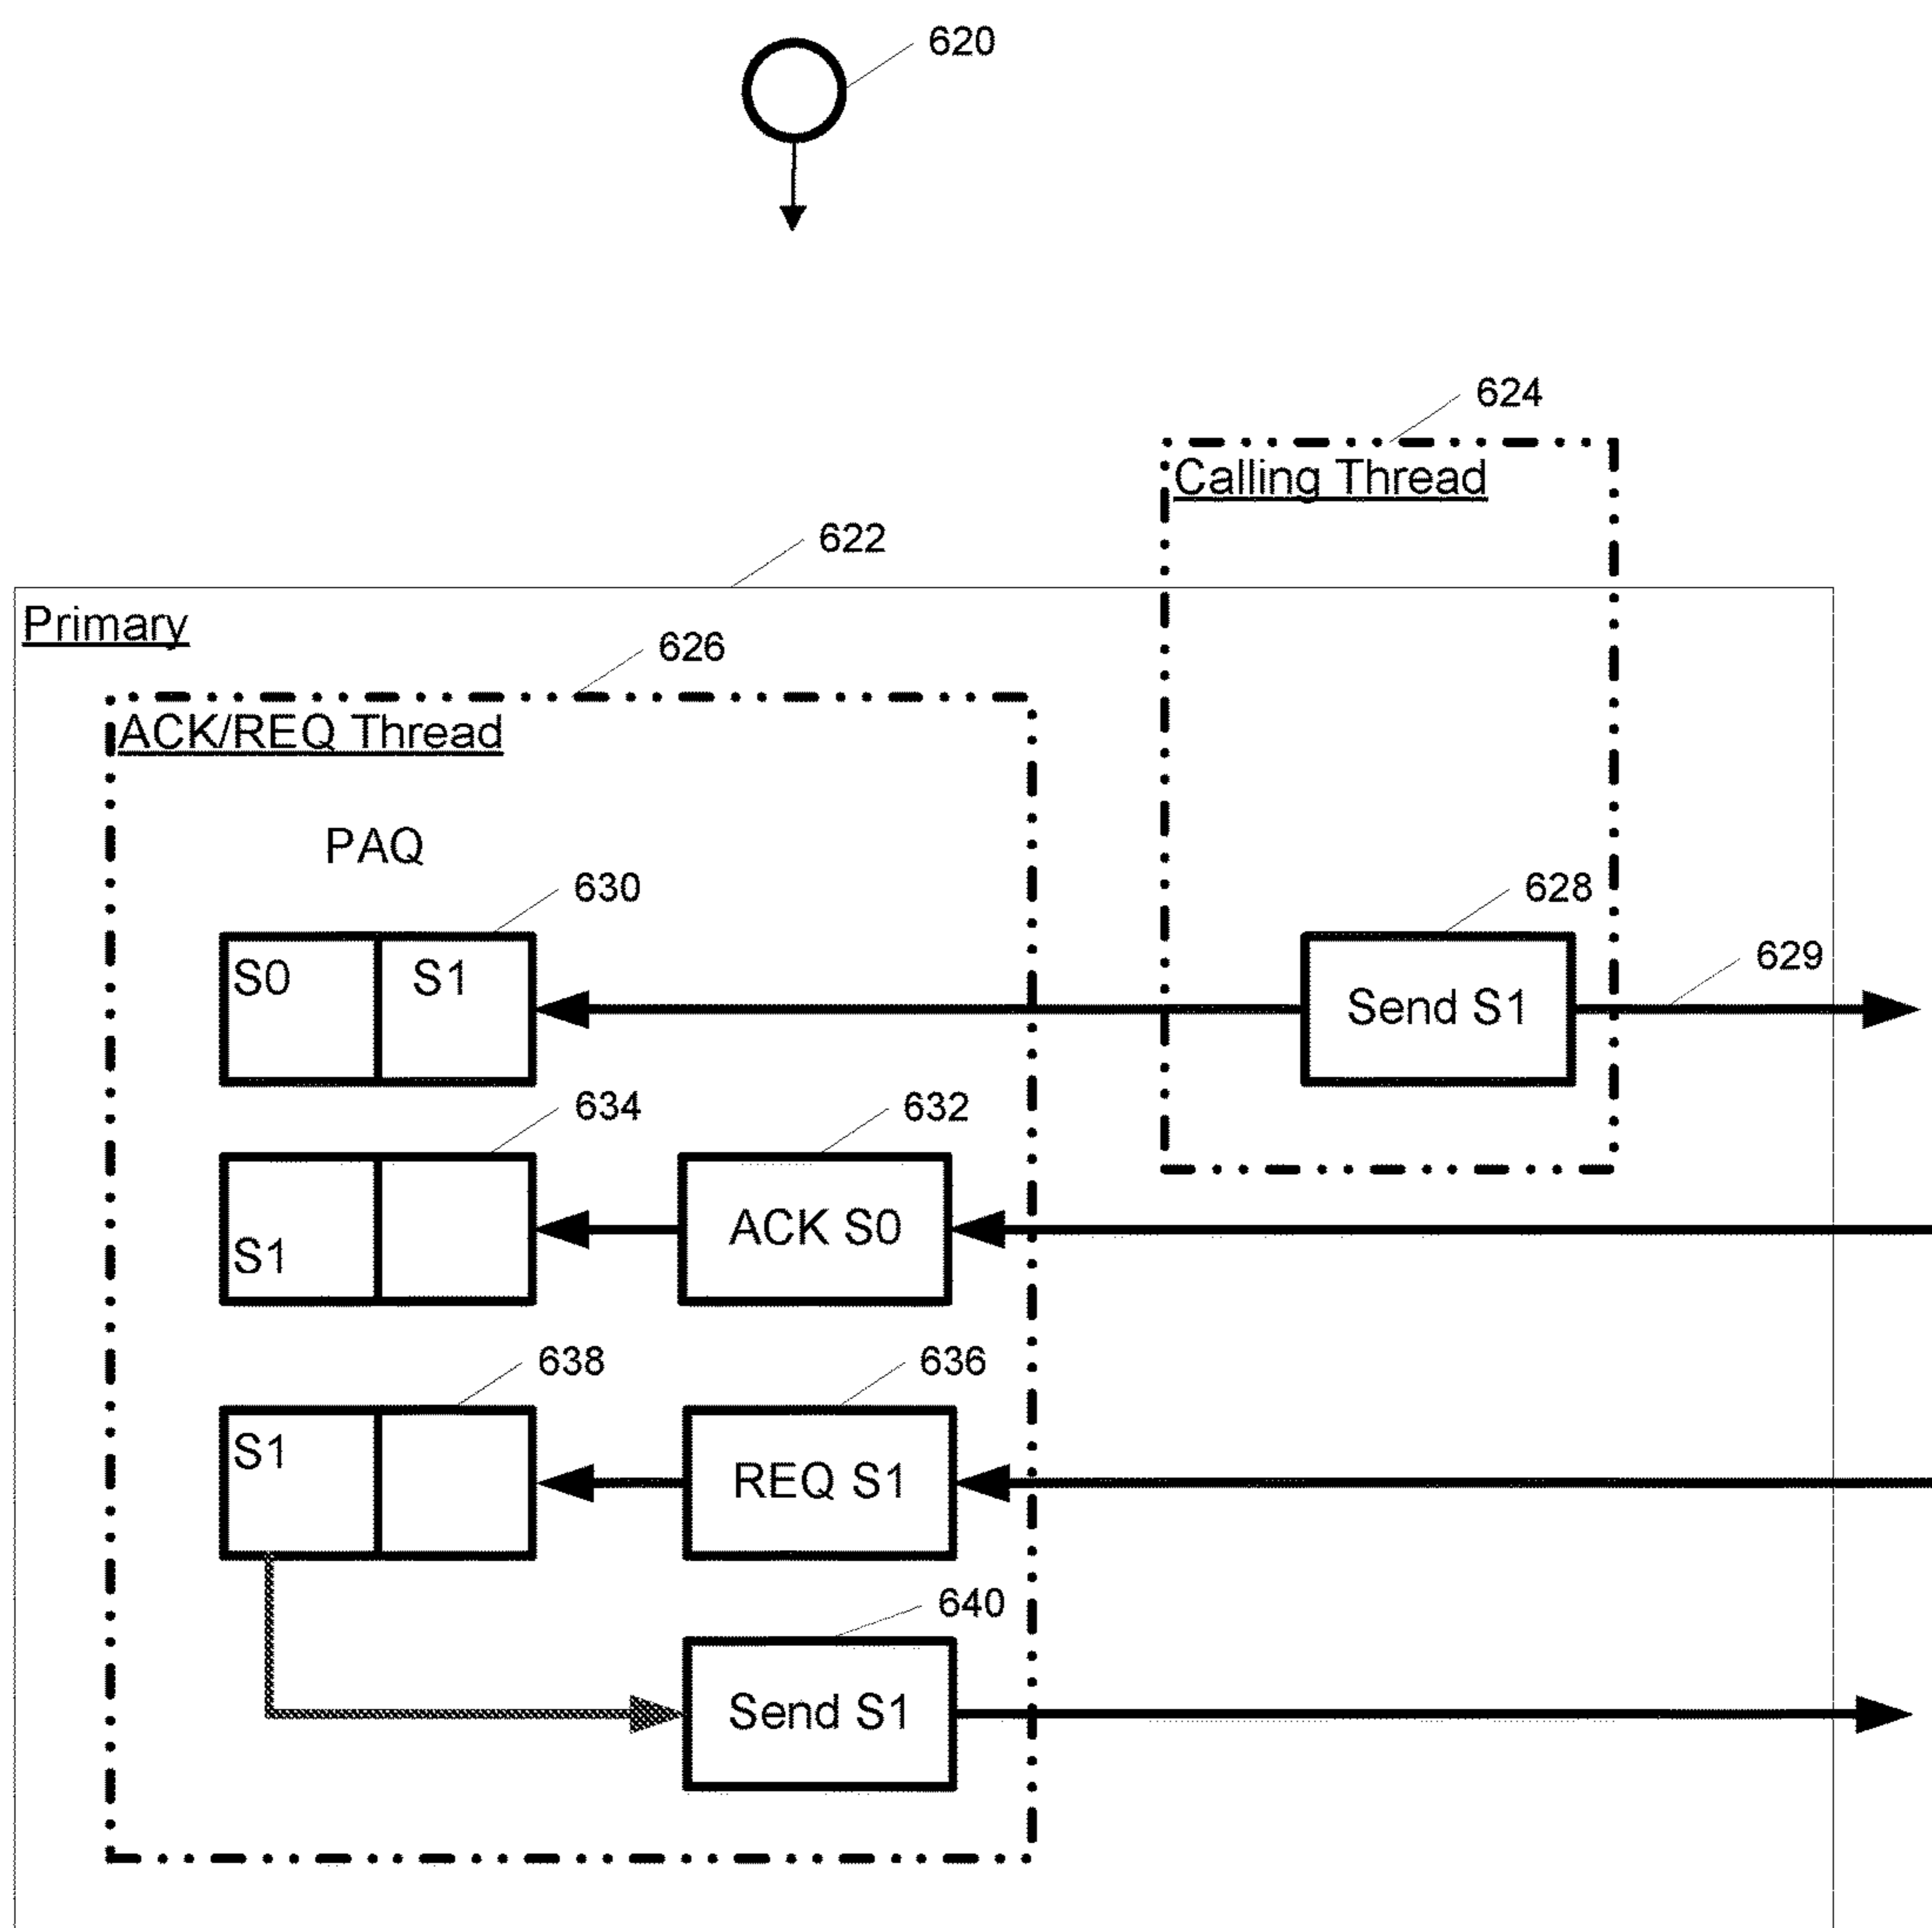 620
624
Calling Thread
622
Primary
626
ACK/REQ Thread
PAQ
630
628
S0 S1
Send S1
629
634
632
S1
ACK S0
638
636
S1
REQ S1
640
Send S1